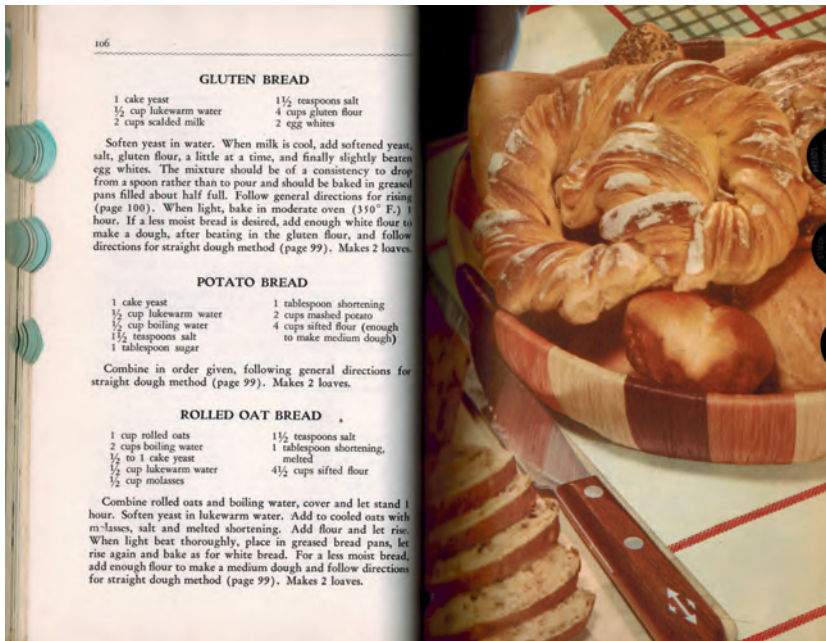 106
GLUTEN BREAD
1 cake yeast
½ cup lukewarm water
2 cups scalded milk
1½ teaspoons salt
4 cups gluten flour
2 egg whites
Soften yeast in water. When milk is cool, add softened yeast,
salt, gluten flour, a little at a time, and finally slightly beaten
egg whites. The mixture should be of a consistency to drop
from a spoon rather than to pour and should be baked in greased
pans filled about half full. Follow general directions for rising
(page 100). When light, bake in moderate oven (350° F.) 1
hour. If a less moist bread is desired, add enough white flour to
make a dough, after beating in the gluten flour, and follow
directions for straight dough method (page 99). Makes 2 loaves.
POTATO BREAD
1 cake yeast
½ cup lukewarm water
½ cup boiling water
1½ teaspoons salt
1 tablespoon sugar
1 tablespoon shortening
2 cups mashed potato
4 cups sifted flour (enough
to make medium dough)
Combine in order given, following general directions for
straight dough method (page 99). Makes 2 loaves.
ROLLED OAT BREAD
1 cup rolled oats
2 cups boiling water
½ to 1 cake yeast
½ cup lukewarm water
½ cup molasses
1½ teaspoons salt
1 tablespoon shortening,
melted
4½ cups sifted flour
Combine rolled oats and boiling water, cover and let stand 1
hour. Soften yeast in lukewarm water. Add to cooled oats with
molasses, salt and melted shortening. Add flour and let rise.
When light beat thoroughly, place in greased bread pans, let
rise again and bake as for white bread. For a less moist bread,
add enough flour to make a medium dough and follow directions
for straight dough method (page 99). Makes 2 loaves.